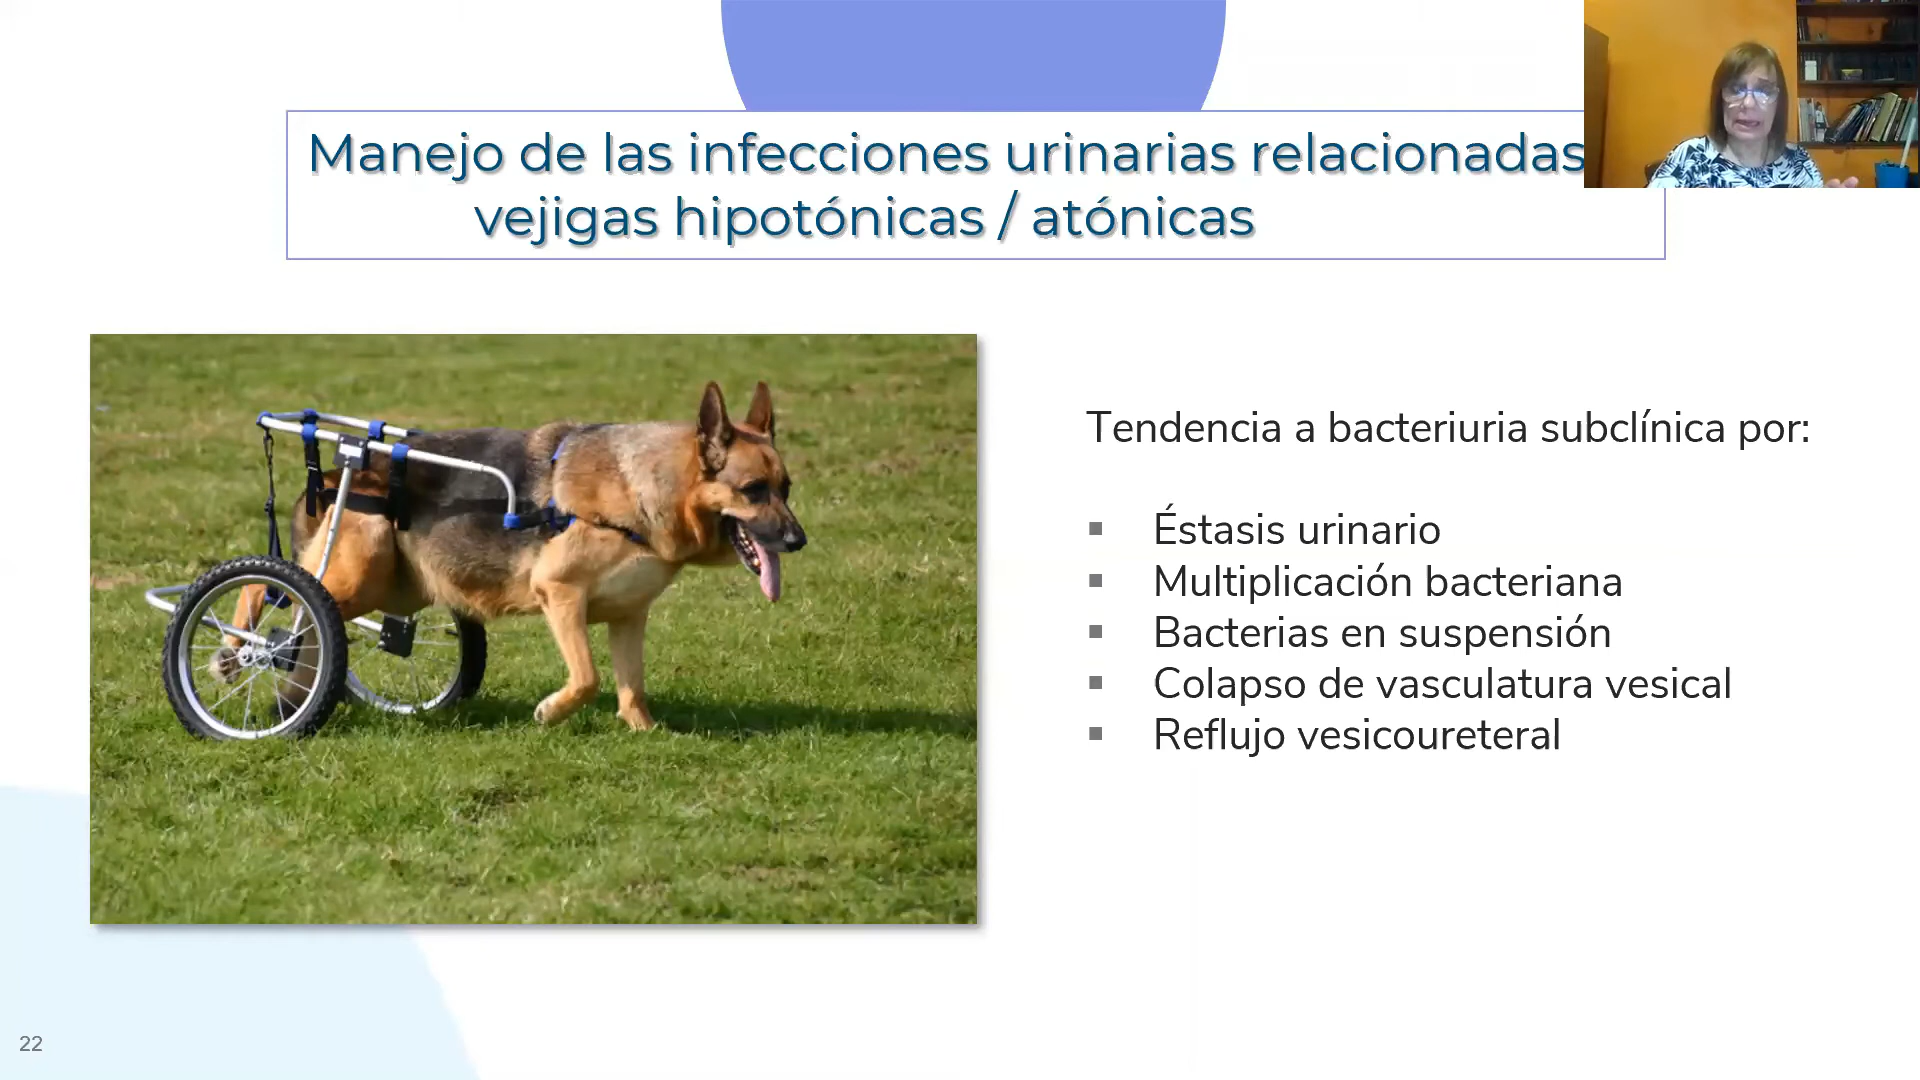 Manejo de las infecciones urinarias relacionadas
vejigas hipotónicas / atónicas
Tendencia a bacteriuria subclínica por:
▪ Éstasis urinario
▪ Multiplicación bacteriana
▪ Bacterias en suspensión
▪ Colapso de vasculatura vesical
▪ Reflujo vesicoureteral
22